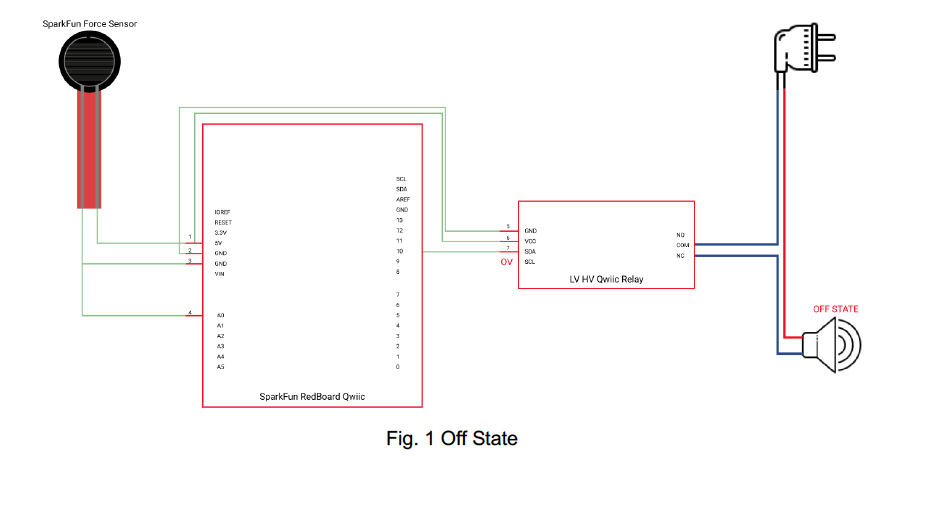 SparkFun Force Sensor
SCL
SDA
AREF
GND
13
12
11
10
9
8
7
6
5
4
3
2
1
0
IOREF
RESET
3.3V
5V
GND
GND
VIN
A0
A1
A2
A3
A4
A5
1
2
3
4
SparkFun RedBoard Qwiic
5
6
7
0V
GND
VCC
SDA
SCL
NO
COM
NC
LV HV Qwiic Relay
OFF STATE
Fig. 1 Off State